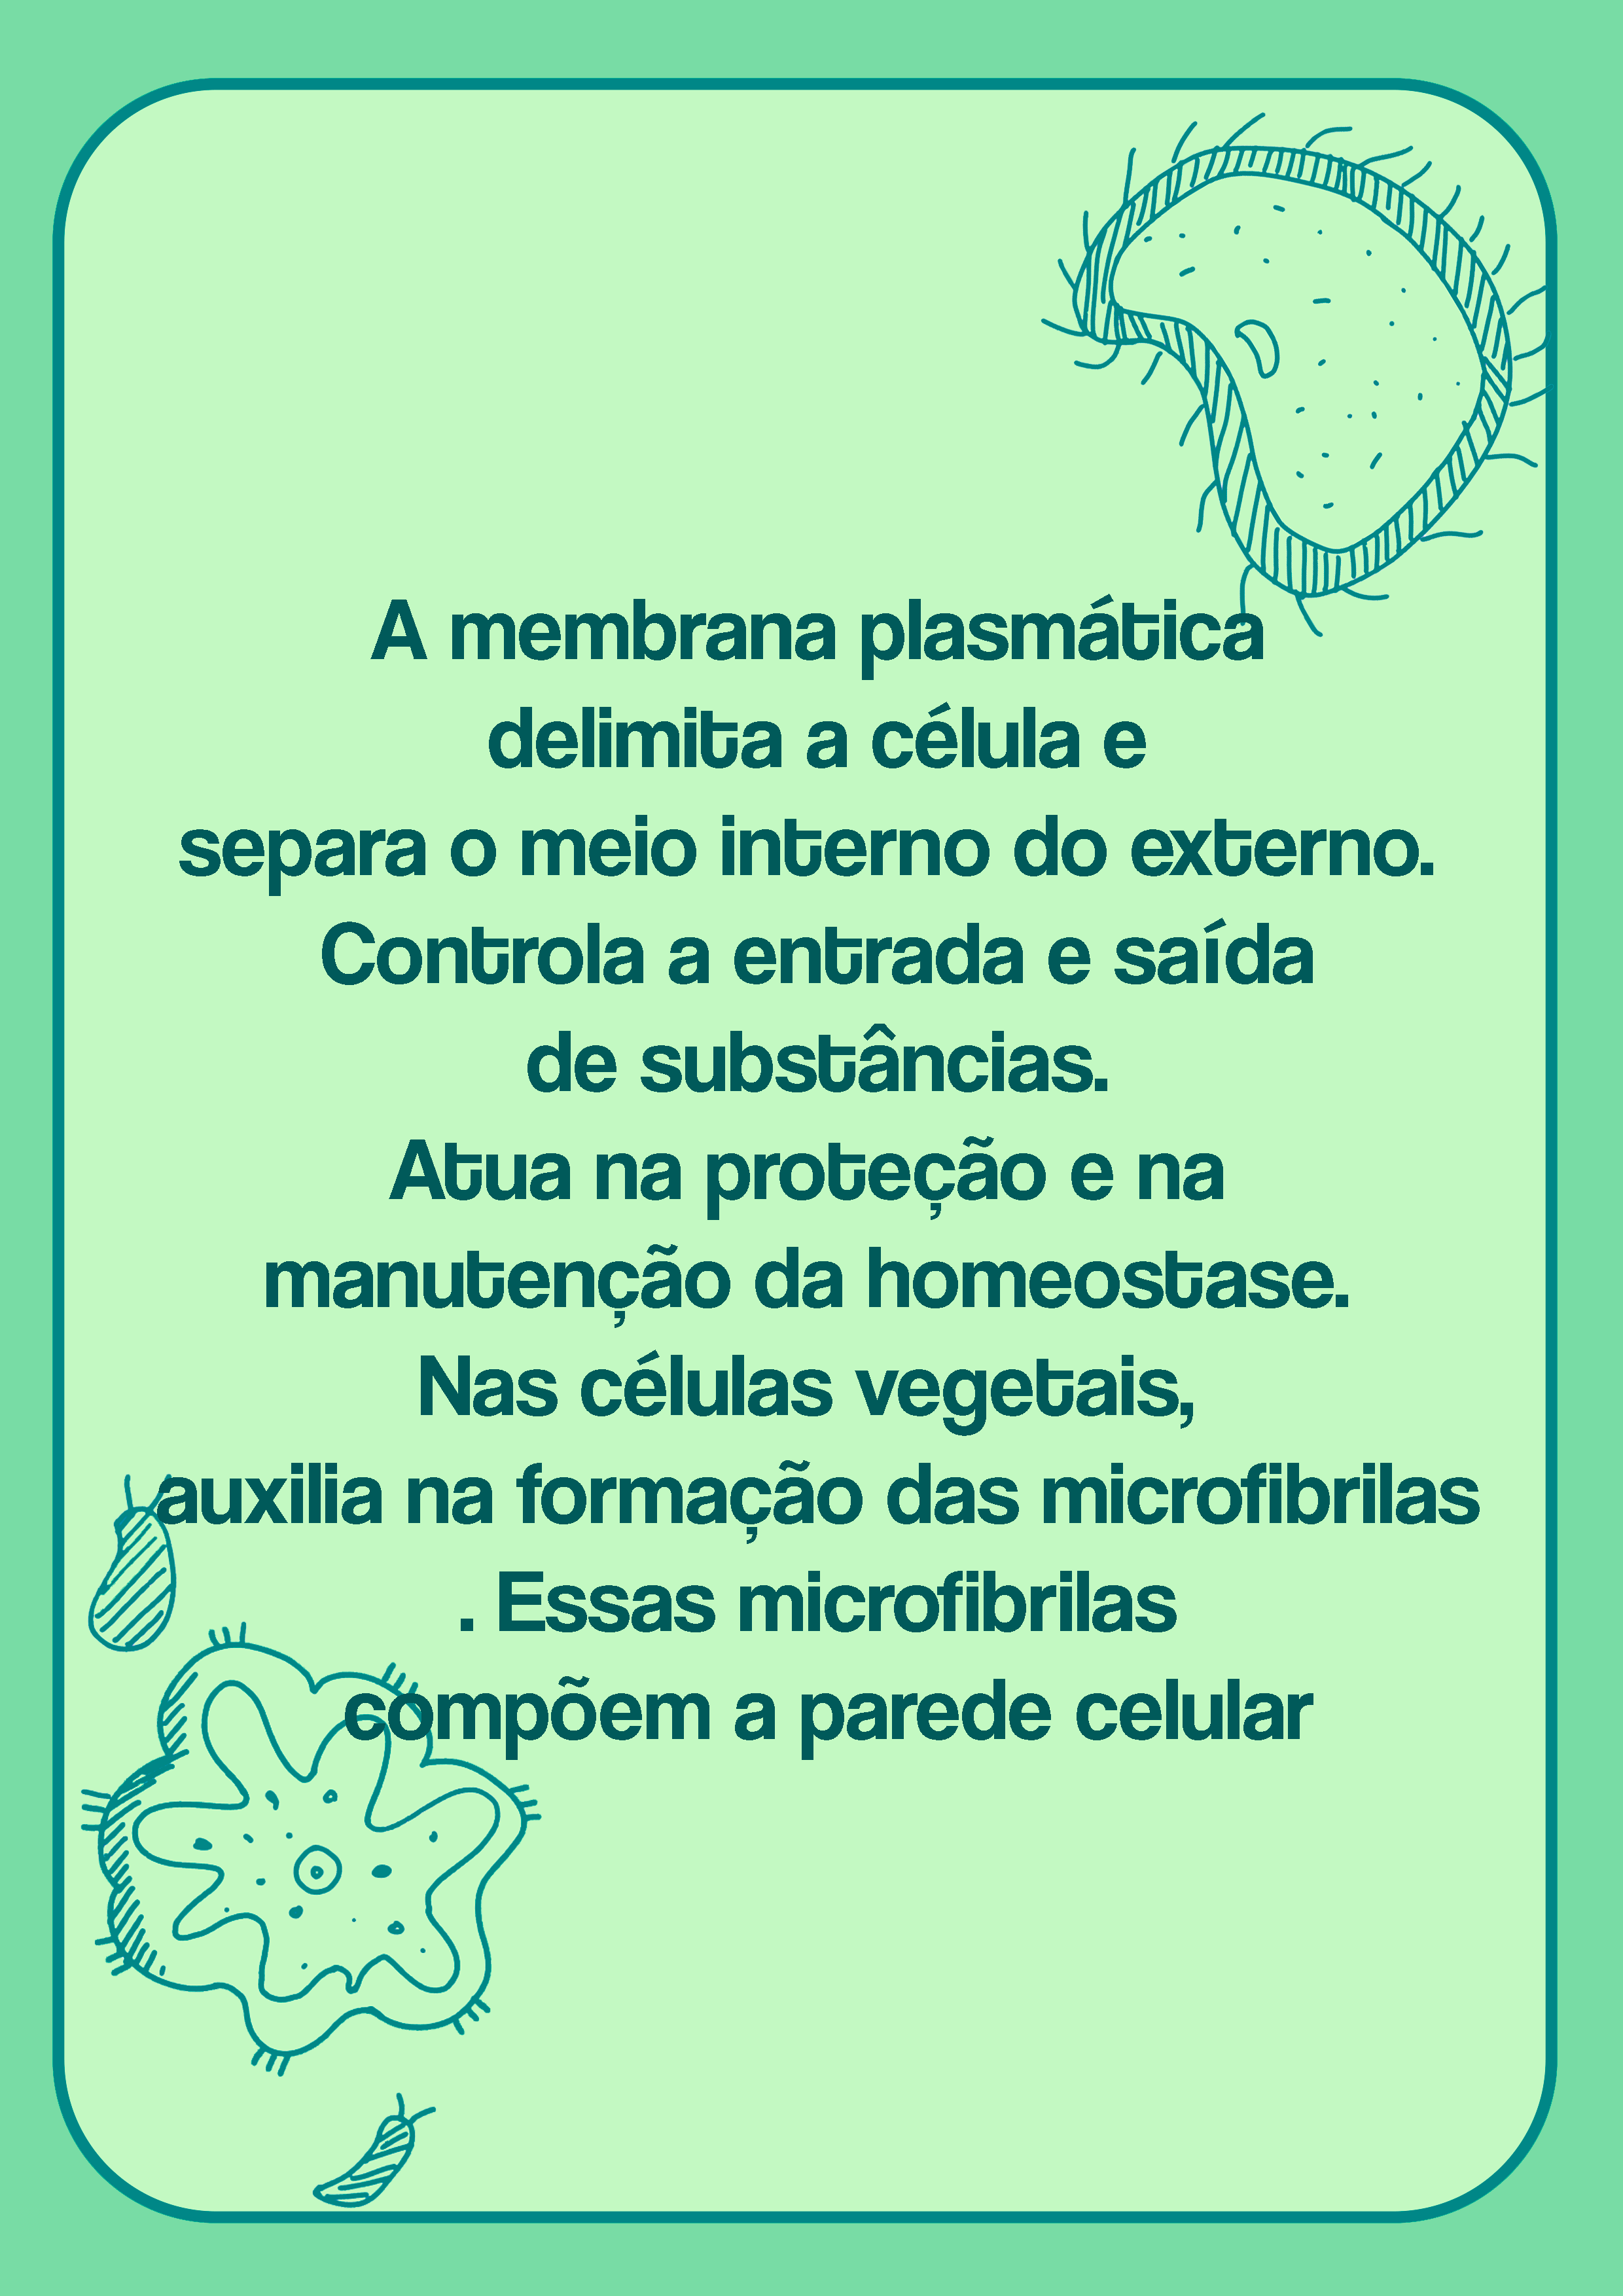 A membrana plasmática
delimita a célula e
separa o meio interno do externo.
Controla a entrada e saída
de substâncias.
Atua na proteção e na
manutenção da homeostase.
Nas células vegetais,
auxilia na formação das microfibrilas
. Essas microfibrilas
compõem a parede celular